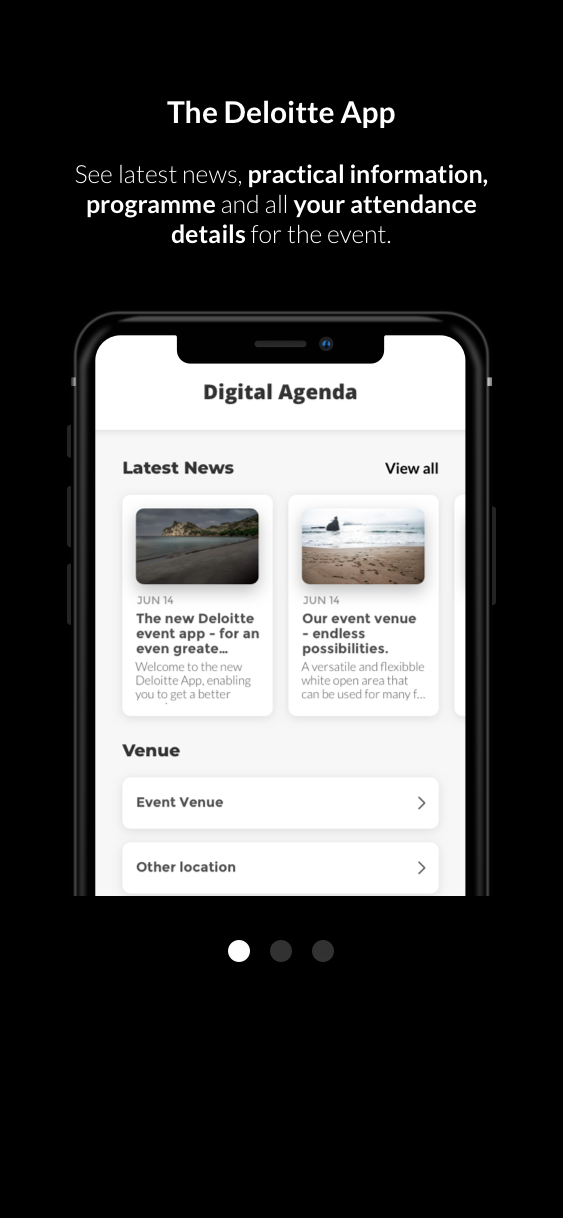 The Deloitte App
See latest news, practical information,
programme and all your attendance
details for the event.
Digital Agenda
Latest News
View all
JUN 14
The new Deloitte
event app - for an
even greate...
Welcome to the new
Deloitte App, enabling
you to get a better
JUN 14
Our event venue
- endless
possibilities.
A versatile and flexibble
white open area that
can be used for many f...
Venue
Event Venue
Other location